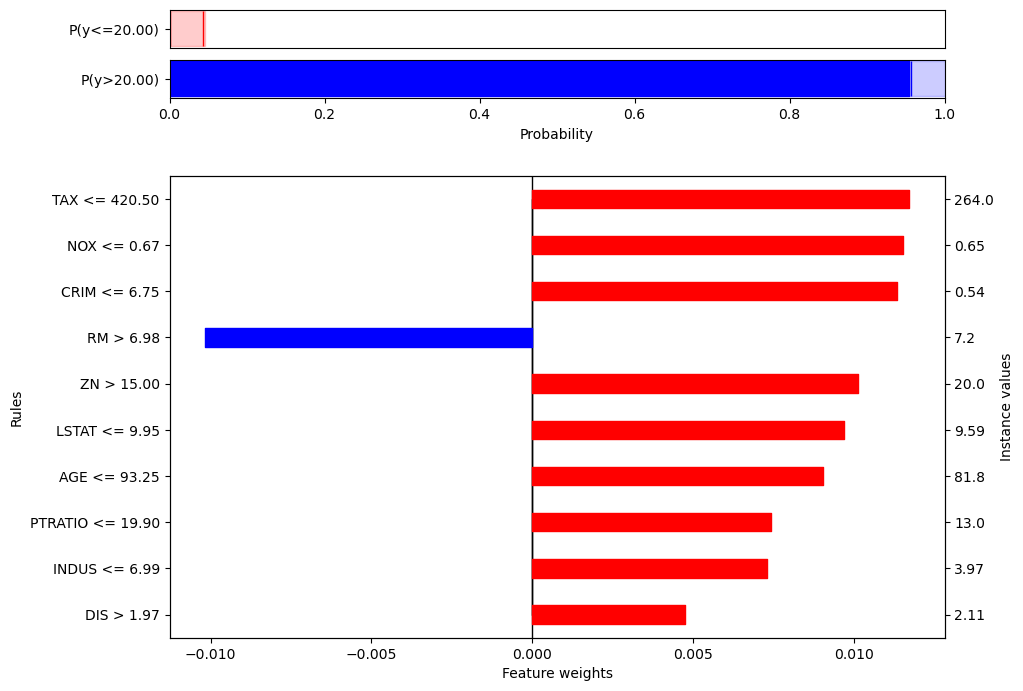 P(y<=20.00)
P(y>20.00)
0.0 0.2 0.4 0.6 0.8 1.0
Probability
Rules
TAX <= 420.50 264.0
NOX <= 0.67 0.65
CRIM <= 6.75 0.54
RM > 6.98 7.2
ZN > 15.00 20.0
LSTAT <= 9.95 9.59
AGE <= 93.25 81.8
PTRATIO <= 19.90 13.0
INDUS <= 6.99 3.97
DIS > 1.97 2.11
Instance values
−0.010 −0.005 0.000 0.005 0.010
Feature weights